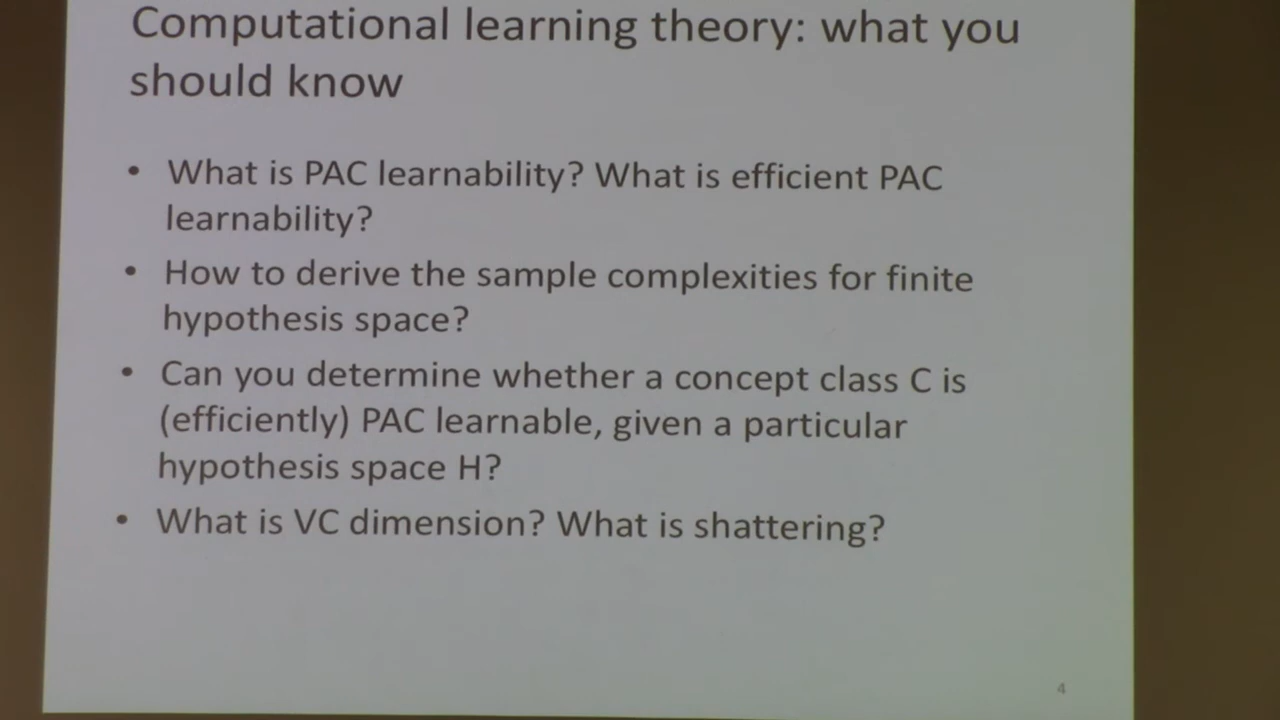 Computational learning theory: what you
should know
• What is PAC learnability? What is efficient PAC
learnability?
• How to derive the sample complexities for finite
hypothesis space?
• Can you determine whether a concept class C is
(efficiently) PAC learnable, given a particular
hypothesis space H?
• What is VC dimension? What is shattering?
4